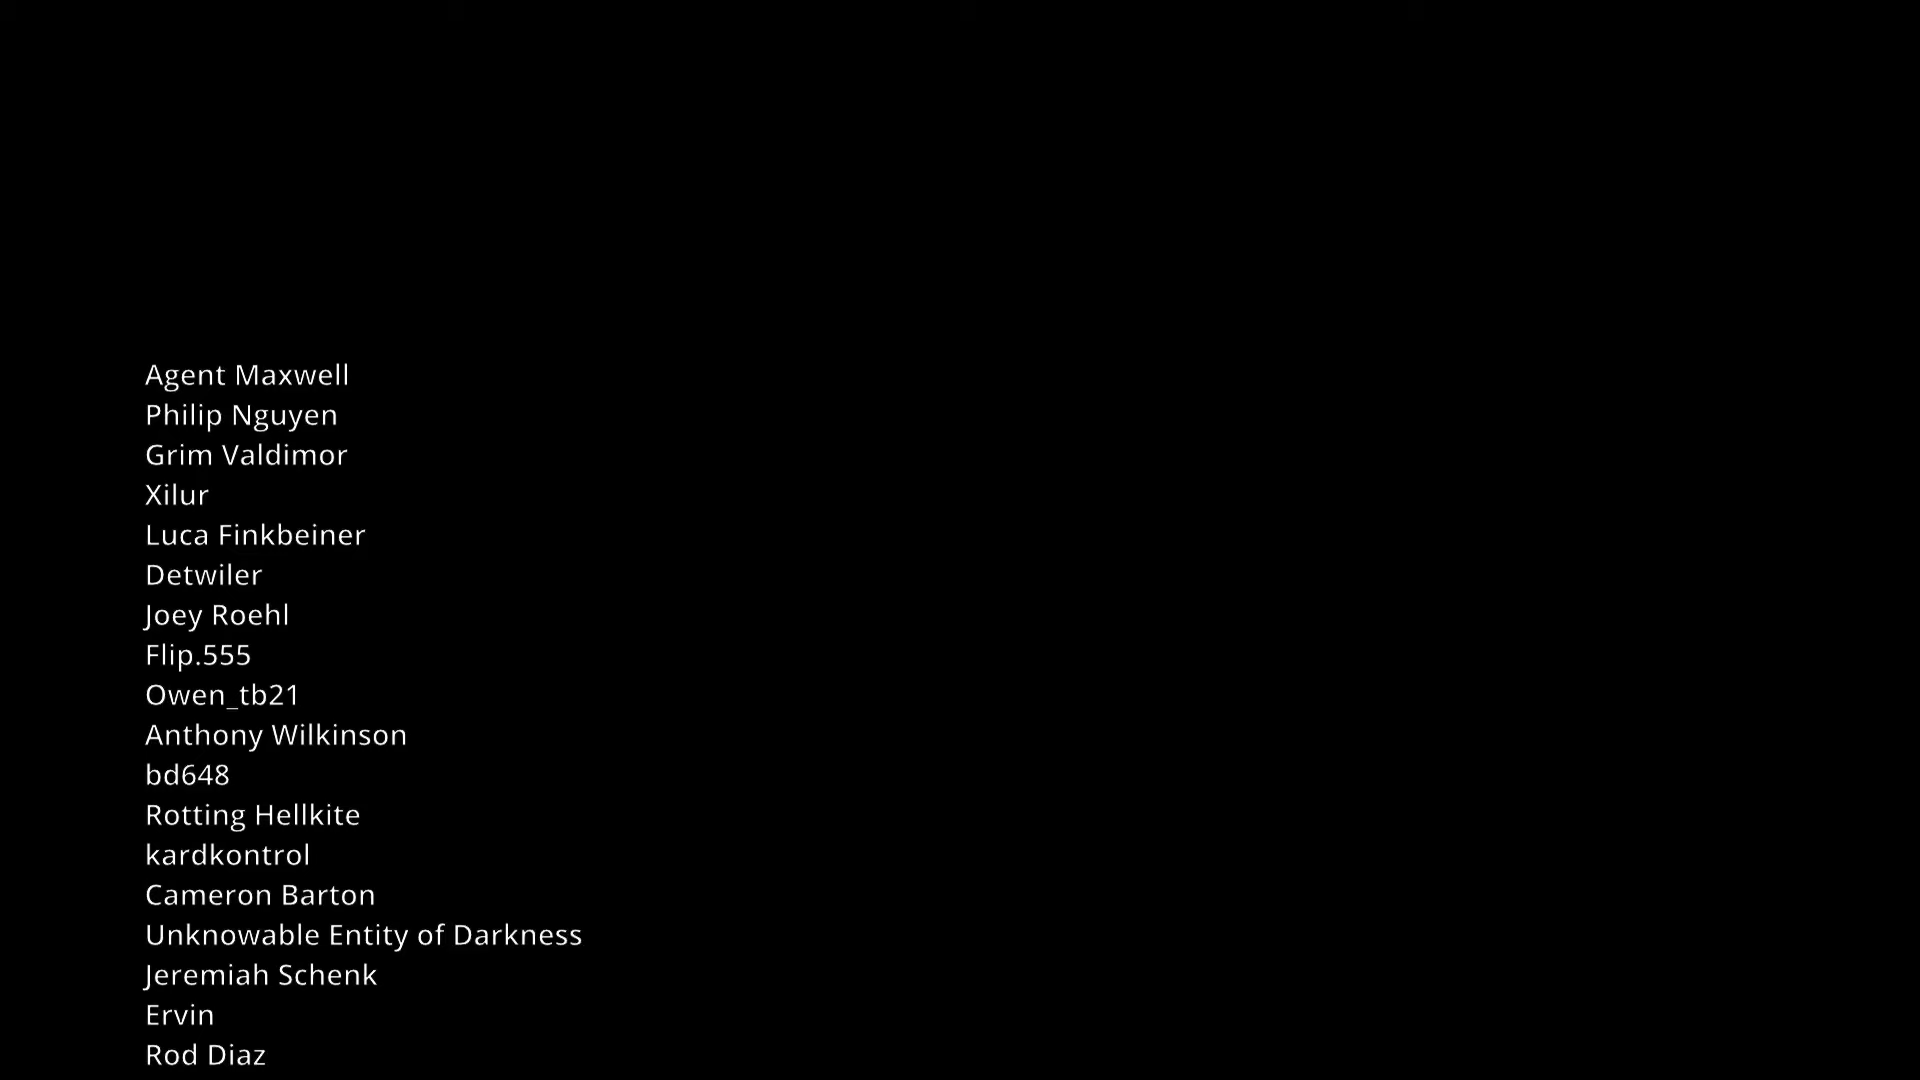 Agent Maxwell
Philip Nguyen
Grim Valdimor
Xilur
Luca Finkbeiner
Detwiler
Joey Roehl
Flip.555
Owen_tb21
Anthony Wilkinson
bd648
Rotting Hellkite
kardkontrol
Cameron Barton
Unknowable Entity of Darkness
Jeremiah Schenk
Ervin
Rod Diaz